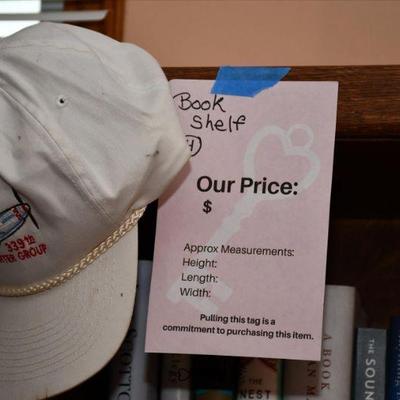 Book
Shelf
Our Price:
$
Approx Measurements:
Height:
Length:
Width:
Pulling this tag is a
commitment to purchasing this item.
339th
GROUP
A BOOK
THE SOUN